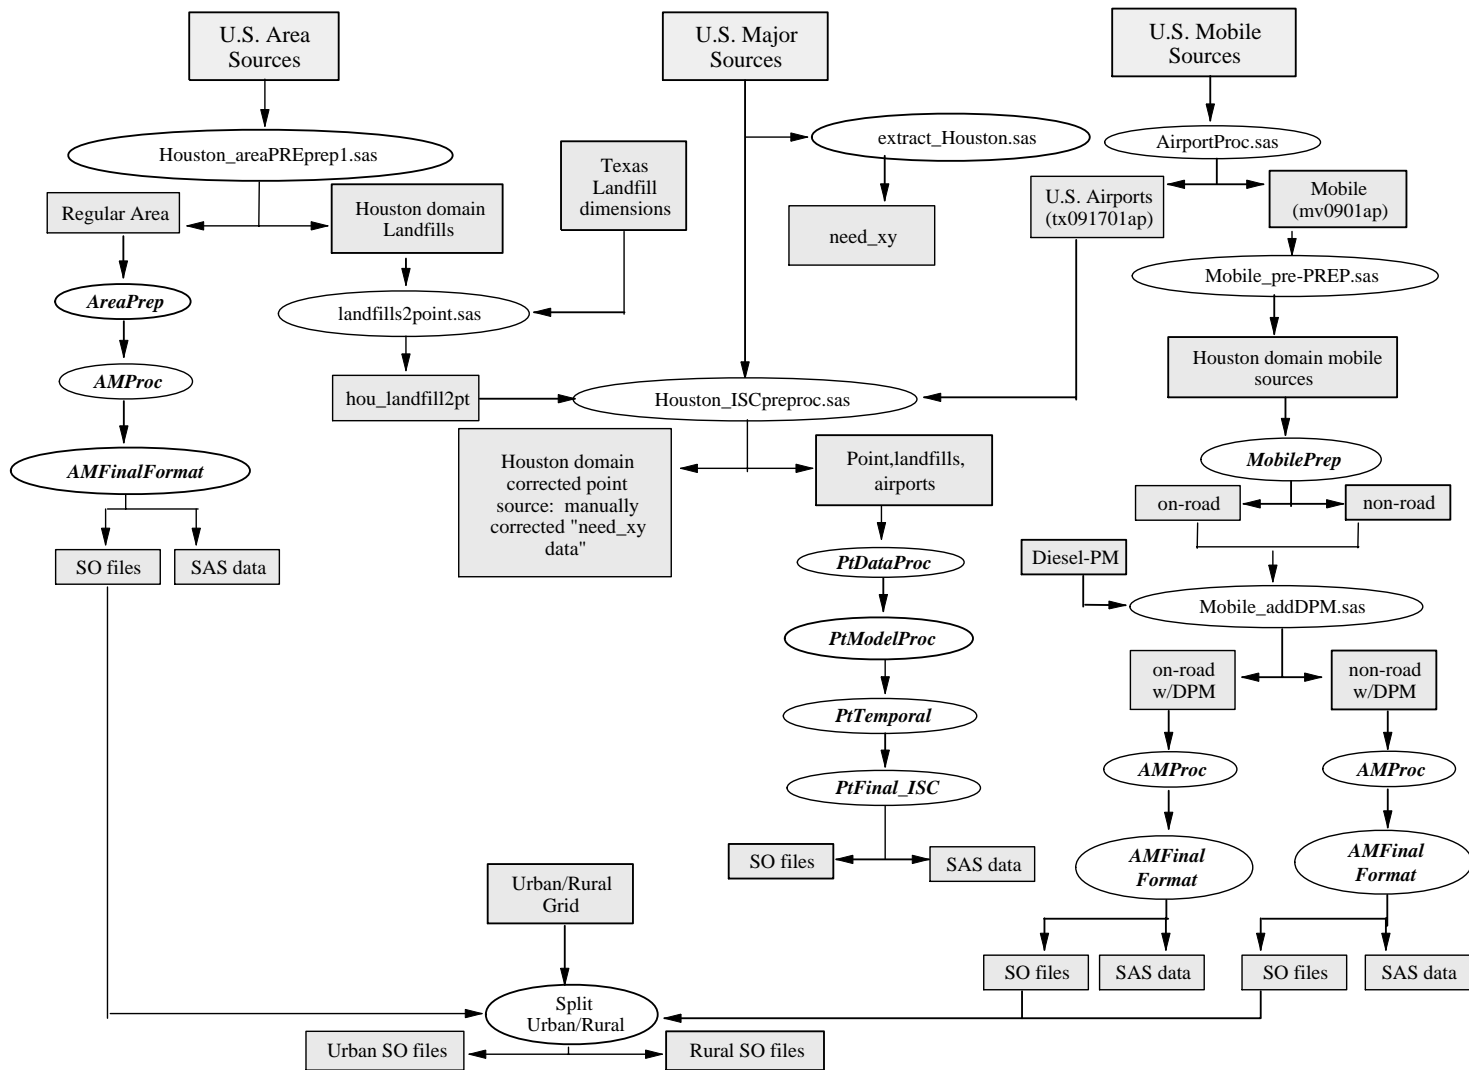 U.S. Area
Sources
U.S. Major
Sources
U.S. Mobile
Sources
Houston_areaPREprep1.sas
extract_Houston.sas
AirportProc.sas
Texas
Landfill
dimensions
Regular Area
Houston domain
Landfills
need_xy
U.S. Airports
(tx091701ap)
Mobile
(mv0901ap)
AreaPrep
landfills2point.sas
Mobile_pre-PREP.sas
AMProc
hou_landfill2pt
Houston_ISCpreproc.sas
Houston domain mobile
sources
AMFinalFormat
Houston domain
corrected point
source:  manually
corrected "need_xy
data"
Point,landfills,
airports
MobilePrep
on-road
non-road
SO files
SAS data
PtDataProc
Diesel-PM
Mobile_addDPM.sas
PtModelProc
on-road
w/DPM
non-road
w/DPM
PtTemporal
AMProc
AMProc
PtFinal_ISC
SO files
SAS data
AMFinal
Format
AMFinal
Format
Urban/Rural
Grid
SO files
SAS data
SO files
SAS data
Split
Urban/Rural
Urban SO files
Rural SO files